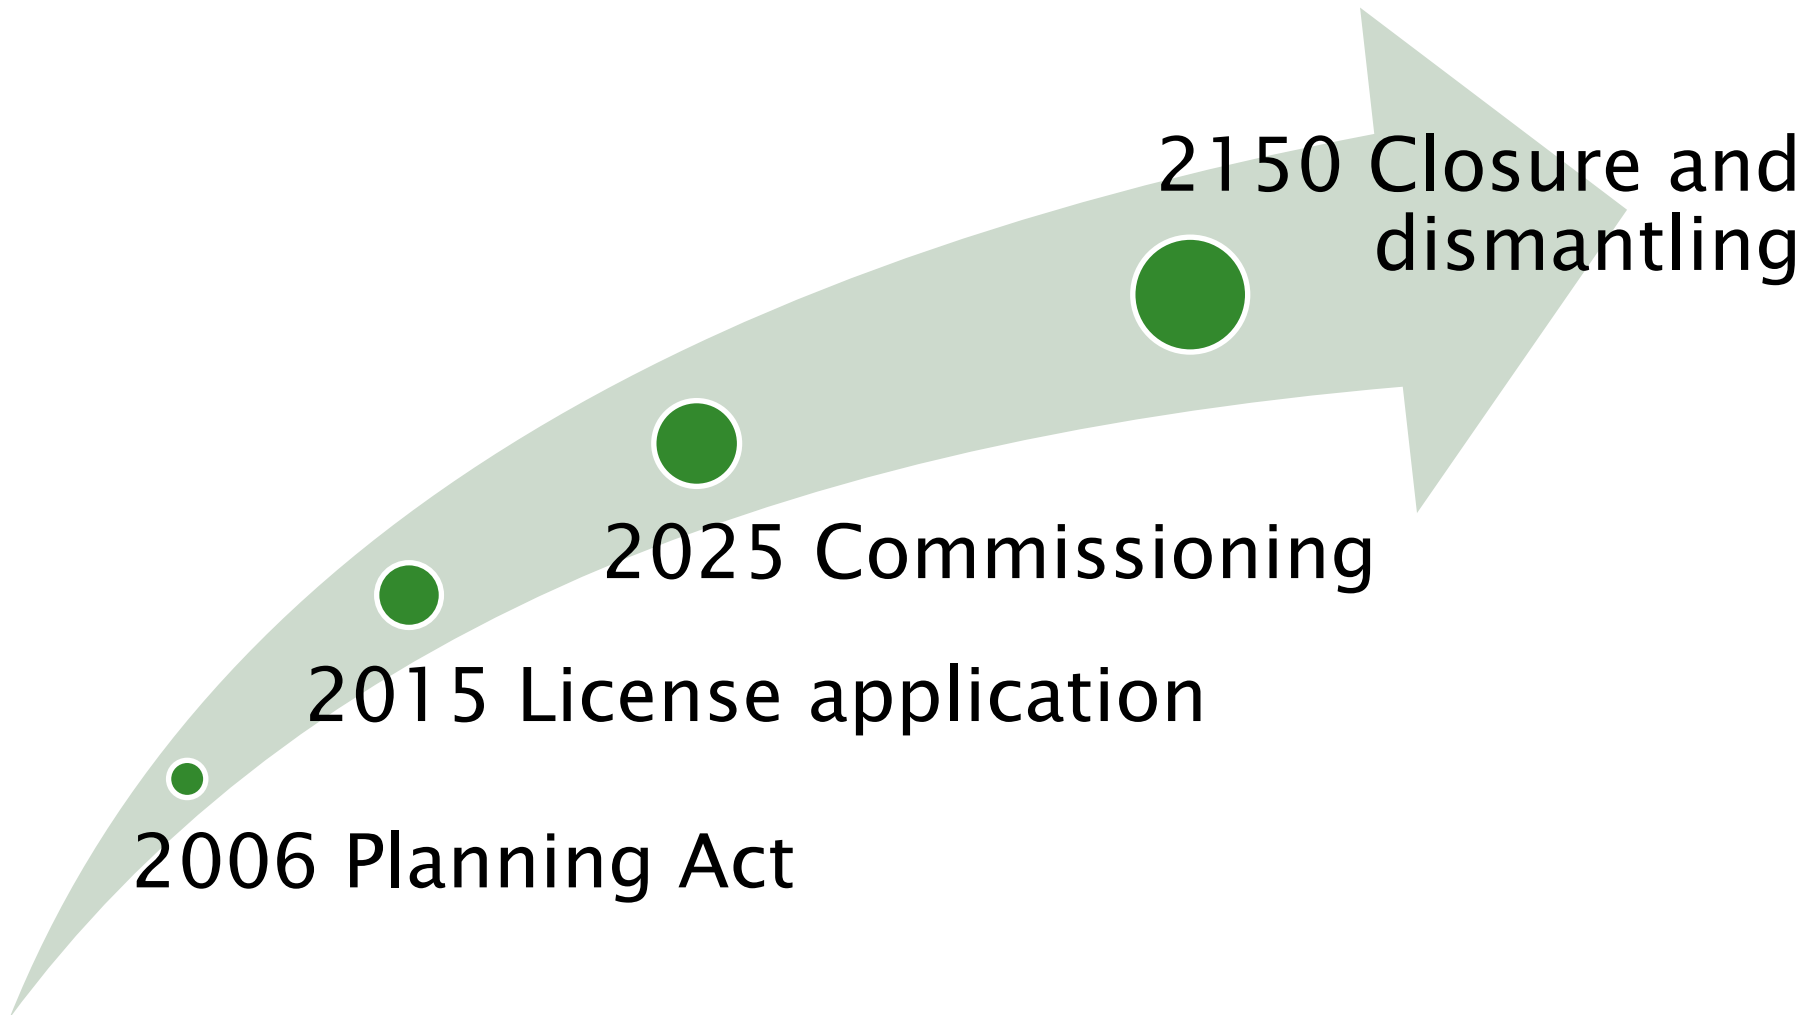 2150 Closure and
dismantling
2025 Commissioning
2015 License application
2006 Planning Act